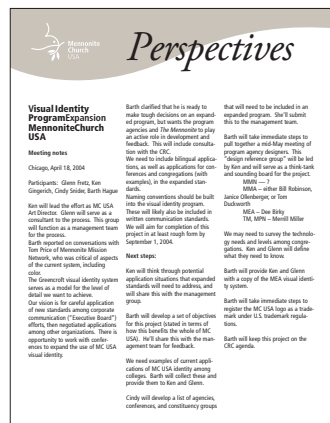 Mennonite
Church
USA
Perspectives
Visual Identity
ProgramExpansion
MennoniteChurch
USA
Meeting notes
Chicago, April 18, 2004
Participants: Glenn Fretz, Ken
Gingerich, Cindy Snider, Barth Hague
Ken will lead the effort as MC USA
Art Director. Glenn will serve as a
consultant to the process. This group
will function as a management team
for the process.
Barth reported on conversations with
Tom Price of Mennonite Mission
Network, who was critical of aspects
of the current system, including
color.
The Greencroft visual identity system
serves as a model for the level of
detail we want to achieve.
Our vision is for careful application
of new standards among corporate
communication ("Executive Board")
efforts, then negotiated applications
among other organizations. There is
opportunity to work with confer-
ences to expand the use of MC USA
visual identity.
Barth clarified that he is ready to
make tough decisions on an expand-
ed program, but wants the program
agencies and The Mennonite to play
an active role in development and
feedback. This will include consulta-
tion with the CRC.
We need to include bilingual applica-
tions, as well as applications for con-
ferences and congregations (with
examples), in the expanded stan-
dards.
Naming conventions should be built
into the visual identity program.
These will likely also be included in
written communication standards.
We will aim for completion of this
project in at least rough form by
September 1, 2004.
Next steps:
Ken will think through potential
application situations that expanded
standards will need to address, and
will share this with the management
group.
Barth will develop a set of objectives
for this project (stated in terms of
how this benefits the whole of MC
USA). He'll share this with the man-
agement team for feedback.
We need examples of current appli-
cations of MC USA identity among
colleges. Barth will collect these and
provide them to Ken and Glenn.
Cindy will develop a list of agencies,
conferences, and constituency groups
that will need to be included in an
expanded program. She'll submit
this to the management team.
Barth will take immediate steps to
pull together a mid-May meeting of
program agency designers. This
"design reference group" will be led
by Ken and will serve as a think-tank
and sounding board for the project.
MMN — ?
MMA – either Bill Robinson,
Janice Ollenberger, or Tom
Duckworth
MEA – Dee Birky
TM, MPN – Merrill Miller
We may need to survey the technolo-
gy needs and levels among congre-
gations. Ken and Glenn will define
what they need to know.
Barth will provide Ken and Glenn
with a copy of the MEA visual identi-
ty system.
Barth will take immediate steps to
register the MC USA logo as a trade-
mark under U.S. trademark regula-
tions.
Barth will keep this project on the
CRC agenda.